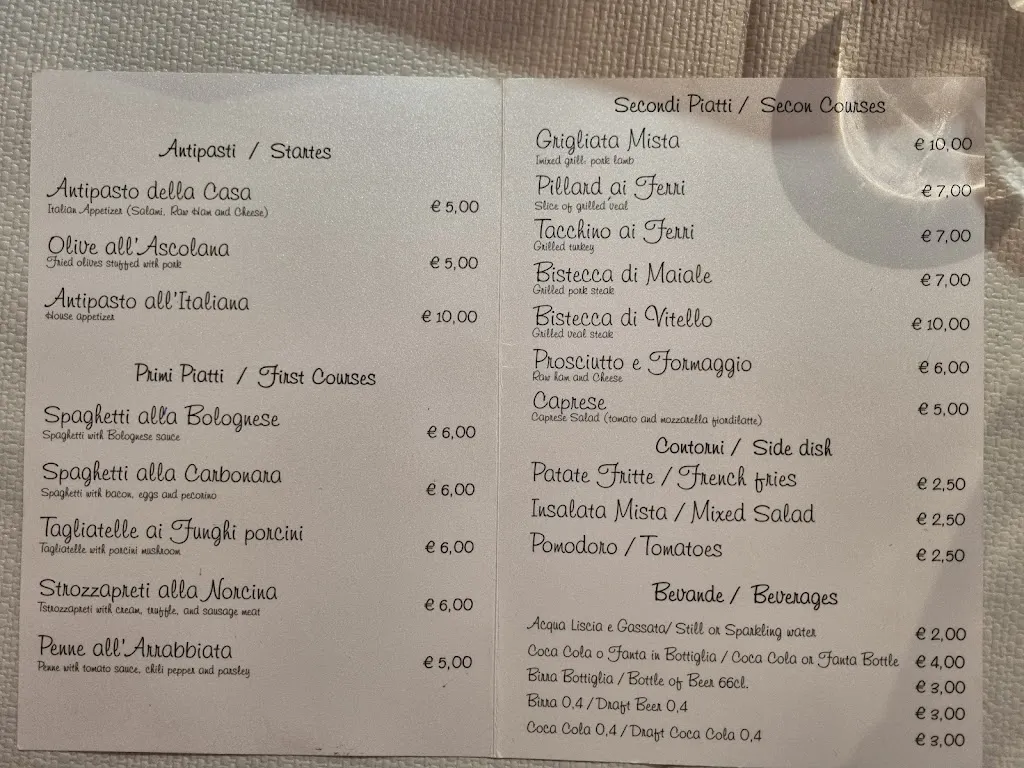 Antipasti / Startes
Antipasto della Casa
Italian Appetizer (Salami, Raw Ham and Cheese)
€ 5,00
Olive all'Ascolana
Fried olives stuffed with pork
€ 5,00
Antipasto all'Italiana
House appetizer
€ 10,00
Primi Piatti / First Courses
Spaghetti alla Bolognese
Spaghetti with Bolognese sauce
€ 6,00
Spaghetti alla Carbonara
Spaghetti with bacon, eggs and pecorino
€ 6,00
Tagliatelle ai Funghi porcini
Tagliatelle with porcini mushroom
€ 6,00
Strozzapreti alla Norcina
Tstrozzapreti with cream, truffle, and sausage meat
€ 6,00
Penne all'Arrabbiata
Penne with tomato sauce, chili pepper and parsley
€ 5,00
Secondi Piatti / Secon Courses
Grigliata Mista
Imixed grill: pork lamb
€ 10,00
Pillard ai Ferri
Slice of grilled veal
€ 7,00
Tacchino ai Ferri
Grilled turkey
€ 7,00
Bistecca di Maiale
Grilled pork steak
€ 7,00
Bistecca di Vitello
Grilled veal steak
€ 10,00
Prosciutto e Formaggio
Raw ham and Cheese
€ 6,00
Caprese
Caprese Salad (tomato and mozzarella fiordilatte)
€ 5,00
Contorni / Side dish
Patate Fritte / French fries
€ 2,50
Insalata Mista / Mixed Salad
€ 2,50
Pomodoro / Tomatoes
€ 2,50
Bevande / Beverages
Acqua Liscia e Gassata/ Still or Sparkling water
€ 2,00
Coca Cola o Fanta in Bottiglia / Coca Cola or Fanta Bottle
€ 4,00
Birra Bottiglia / Bottle of Beer 66cl.
€ 3,00
Birra 0,4 / Draft Beer 0,4
€ 3,00
Coca Cola 0,4 / Draft Coca Cola 0,4
€ 3,00